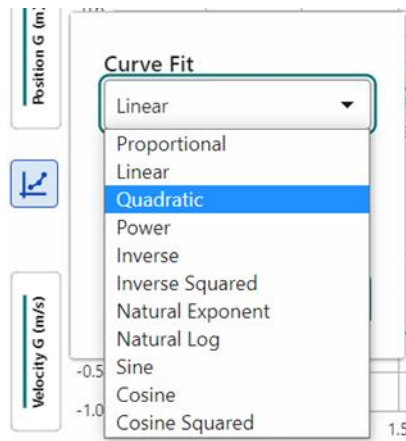 Position G (m)
Curve Fit
Linear
Proportional
Linear
Quadratic
Power
Inverse
Inverse Squared
Natural Exponent
Natural Log
Sine
Cosine
Cosine Squared
Velocity G (m/s)
-0.5
-1.0
1.5